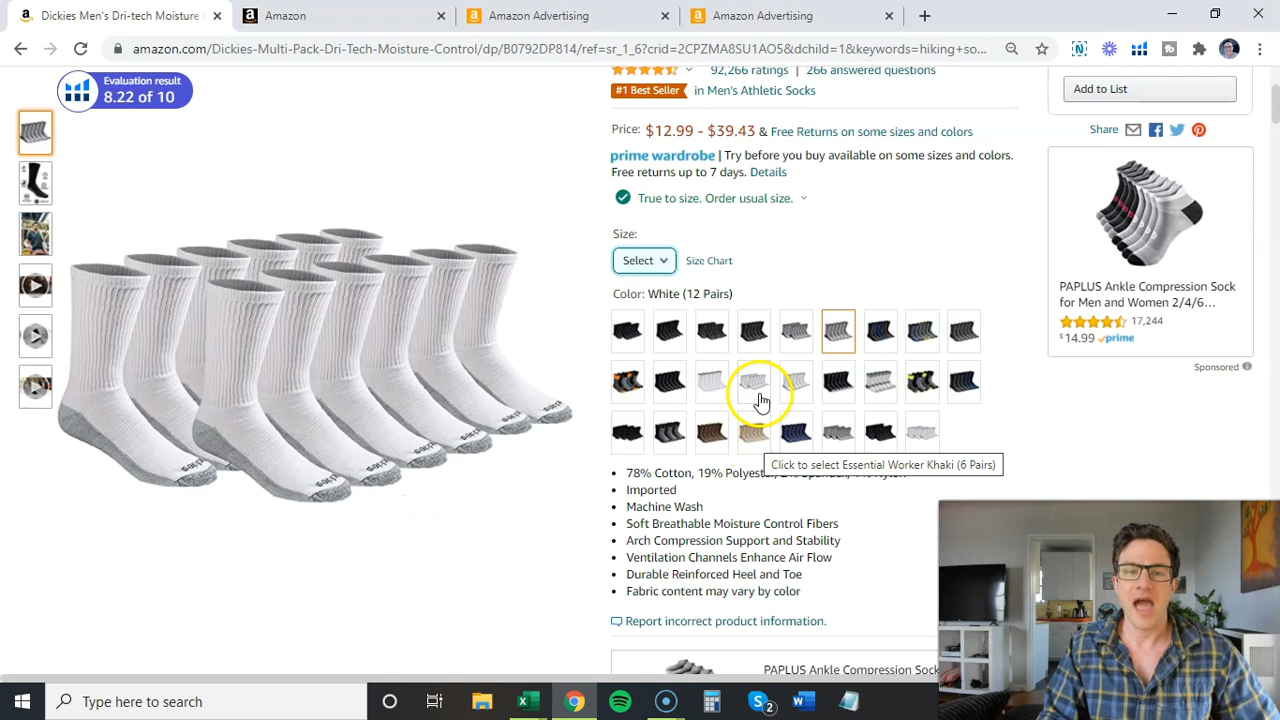 Dickies Men's Dri-tech Moisture
Amazon
Amazon Advertising
Amazon Advertising
amazon.com/Dickies-Multi-Pack-Dri-Tech-Moisture-Control/dp/B0792DP814/ref=sr_1_6?crid=2CPZMA8SU1AO5&dchild=1&keywords=hiking+so...
Evaluation result
8.22 of 10
92,266 ratings | 266 answered questions
#1 Best Seller in Men's Athletic Socks
Price: $12.99 - $39.43 & Free Returns on some sizes and colors
prime wardrobe | Try before you buy available on some sizes and colors.
Free returns up to 7 days. Details
True to size. Order usual size.
Size:
Select Size Chart
Color: White (12 Pairs)
Click to select Essential Worker Khaki (6 Pairs)
78% Cotton, 19% Polyester,
Imported
Machine Wash
Soft Breathable Moisture Control Fibers
Arch Compression Support and Stability
Ventilation Channels Enhance Air Flow
Durable Reinforced Heel and Toe
Fabric content may vary by color
Report incorrect product information.
PAPLUS Ankle Compression Sock
Add to List
Share
PAPLUS Ankle Compression Sock
for Men and Women 2/4/6...
17,244
$14.99 prime
Sponsored
dickies
dickies
dickies
Type here to search
2